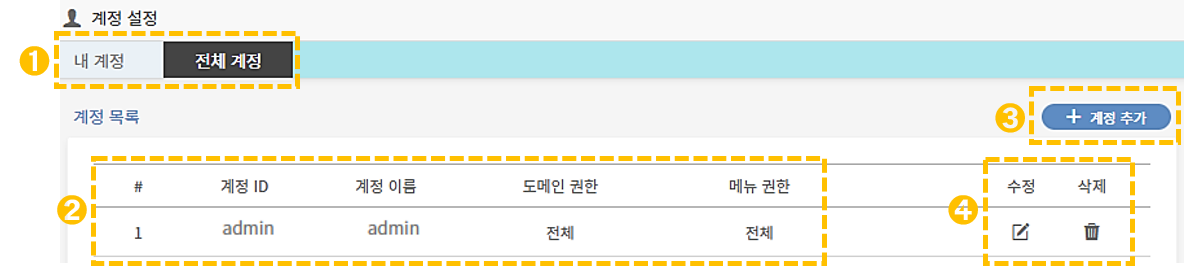 계정 설정
1 내 계정 전체 계정
계정 목록 3 + 계정 추가
# 계정 ID 계정 이름 도메인 권한 메뉴 권한 수정 삭제
2 4
1 admin admin 전체 전체